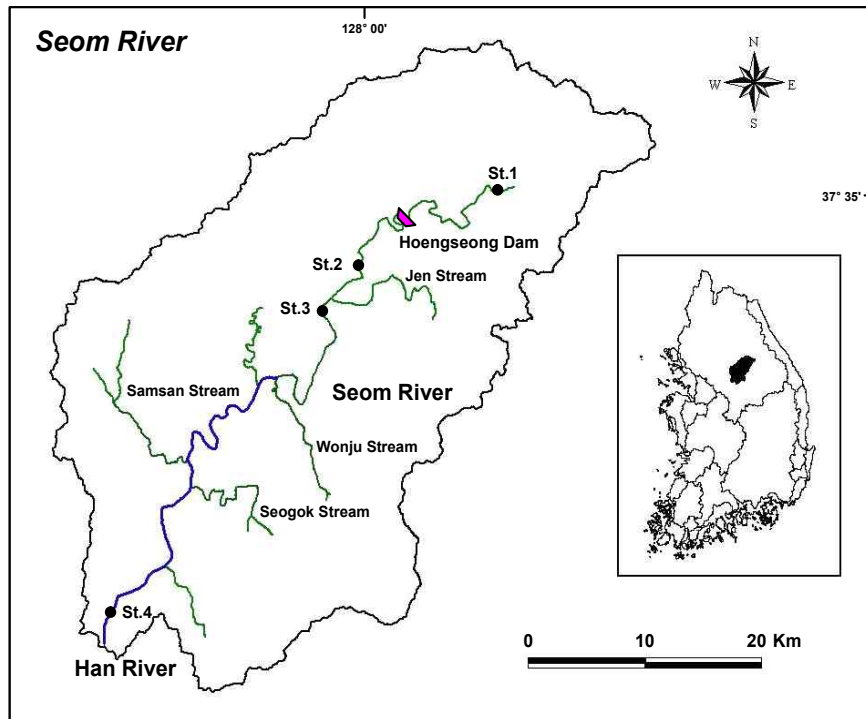 128° 00'
Seom River
N
W E
S
St.1
37° 35'
Hoengseong Dam
St.2
Jen Stream
St.3
Samsan Stream
Seom River
Wonju Stream
Seogok Stream
St.4
Han River
0 10 20 Km